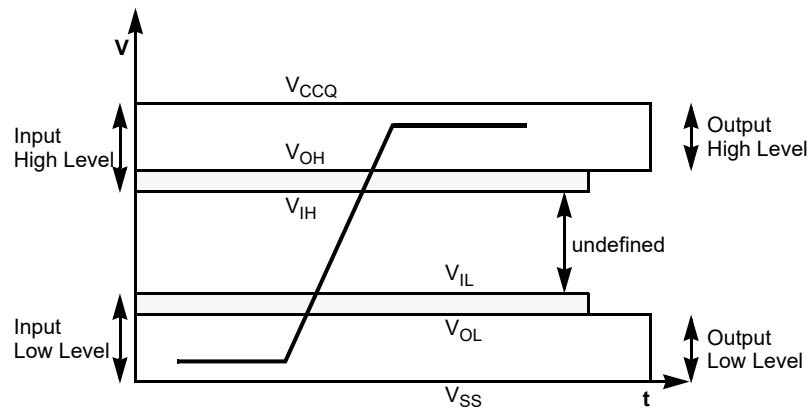 V
V_CCQ
Input
High Level
Output
High Level
V_OH
V_IH
undefined
V_IL
Input
Low Level
V_OL
Output
Low Level
V_SS
t